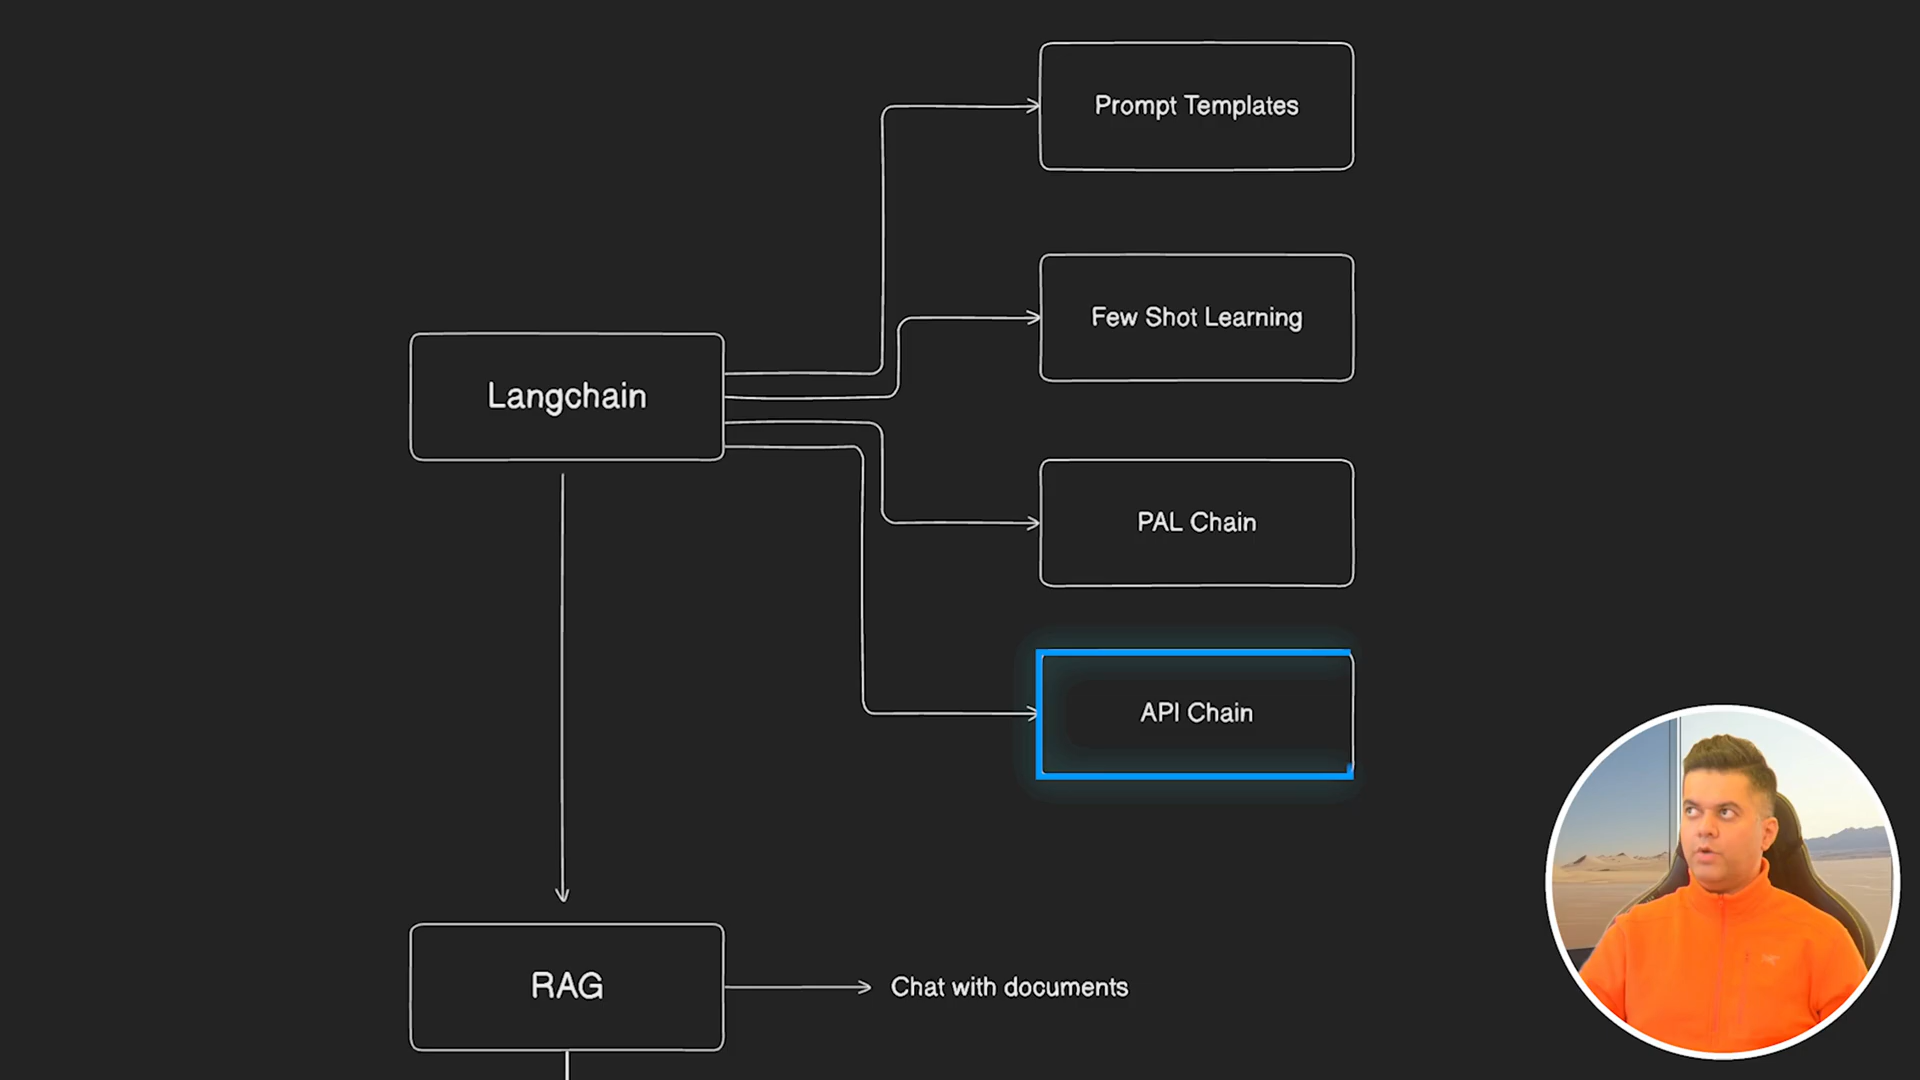 Prompt Templates
Few Shot Learning
Langchain
PAL Chain
API Chain
RAG
Chat with documents